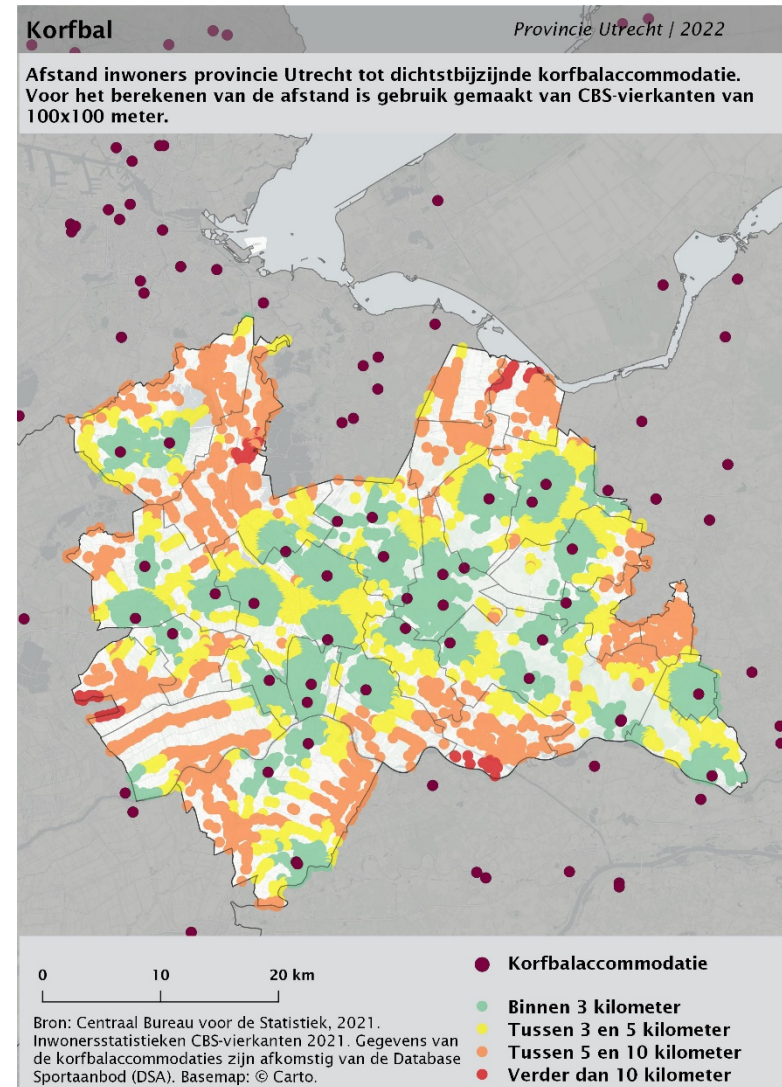 Korfbal
Provincie Utrecht | 2022
Afstand inwoners provincie Utrecht tot dichtstbijzijnde korfbalaccommodatie.
Voor het berekenen van de afstand is gebruik gemaakt van CBS-vierkanten van
100x100 meter.
0 10 20 km
Bron: Centraal Bureau voor de Statistiek, 2021.
Inwonersstatistieken CBS-vierkanten 2021. Gegevens van
de korfbalaccommodaties zijn afkomstig van de Database
Sportaanbod (DSA). Basemap: © Carto.
Korfbalaccommodatie
Binnen 3 kilometer
Tussen 3 en 5 kilometer
Tussen 5 en 10 kilometer
Verder dan 10 kilometer